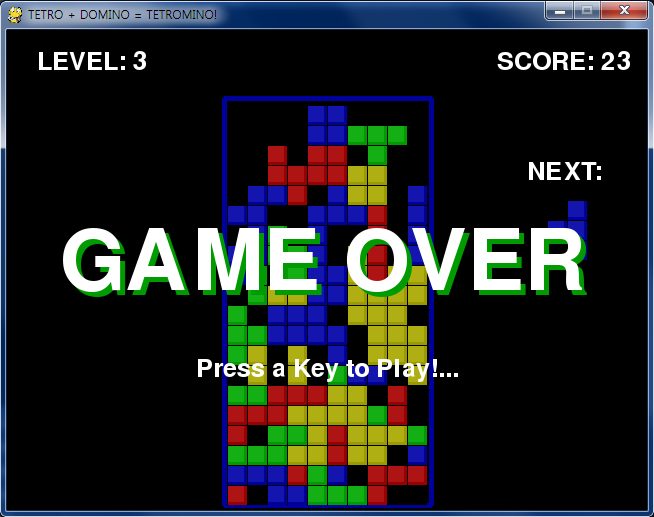 TETRO + DOMINO = TETROMINO!
LEVEL: 3
SCORE: 23
NEXT:
GAME OVER
Press a Key to Play!...